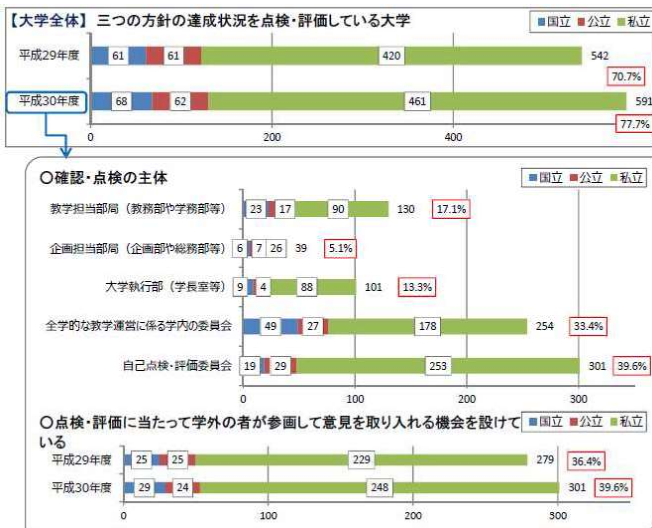 【大学全体】 三つの方針の達成状況を点検・評価している大学
国立 公立 私立
平成29年度 61 61 420 542
70.7%
平成30年度 68 62 461 591
77.7%
0 200 400
〇確認・点検の主体
国立 公立 私立
教学担当部局（教務部や学務部等） 23 17 90 130 17.1%
企画担当部局（企画部や総務部等） 6 7 26 39 5.1%
大学執行部（学長室等） 9 4 88 101 13.3%
全学的な教学運営に係る学内の委員会 49 27 178 254 33.4%
自己点検・評価委員会 19 29 253 301 39.6%
0 100 200 300
〇点検・評価に当たって学外の者が参画して意見を取り入れる機会を設けて
いる
国立 公立 私立
平成29年度 25 25 229 279 36.4%
平成30年度 29 24 248 301 39.6%
0 100 200 300